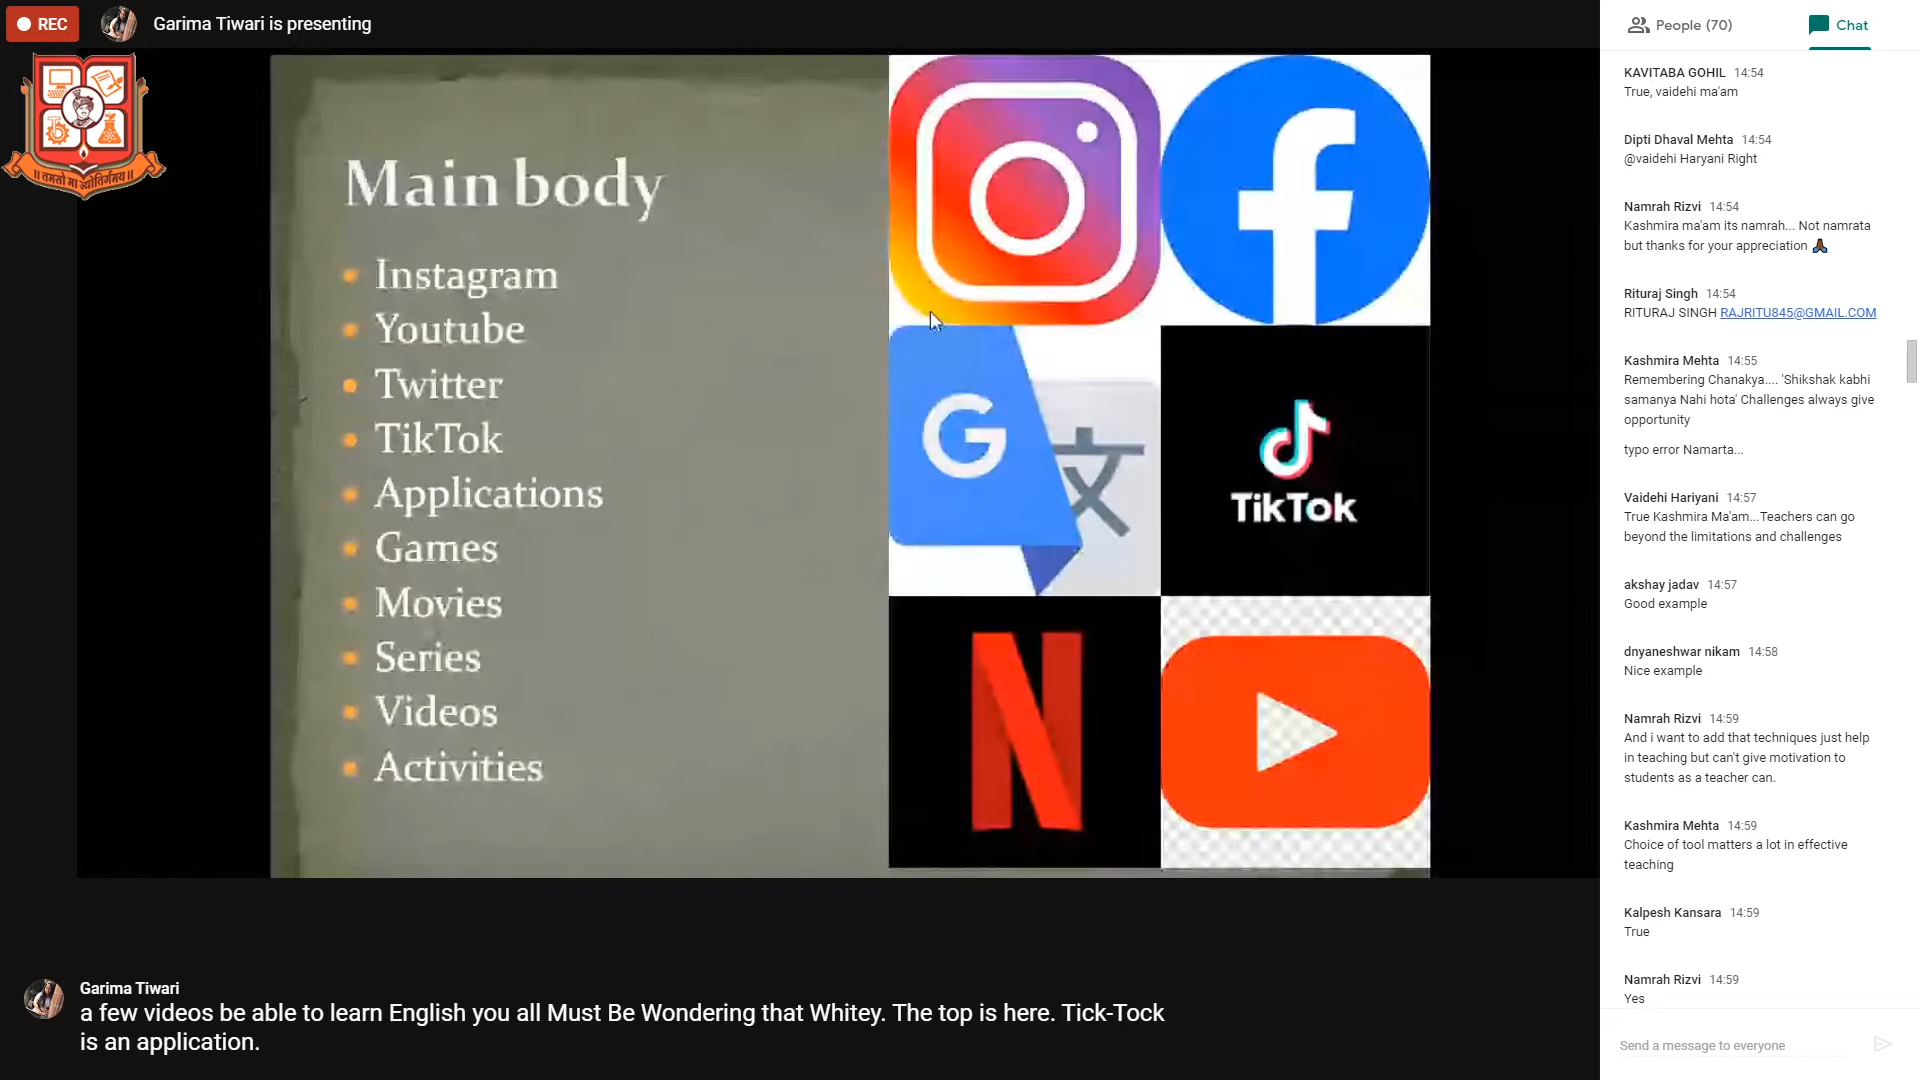 REC
Garima Tiwari is presenting
॥ तमसो मा ज्योतिर्गमय ॥
Main body
Instagram
Youtube
Twitter
TikTok
Applications
Games
Movies
Series
Videos
Activities
f
G
文
TikTok
N
Garima Tiwari
a few videos be able to learn English you all Must Be Wondering that Whitey. The top is here. Tick-Tock
is an application.
People (70)
Chat
KAVITABA GOHIL 14:54
True, vaidehi ma'am
Dipti Dhaval Mehta 14:54
@vaidehi Haryani Right
Namrah Rizvi 14:54
Kashmira ma'am its namrah... Not namrata
but thanks for your appreciation 🙏🏾
Rituraj Singh 14:54
RITURAJ SINGH RAJRITU845@GMAIL.COM
Kashmira Mehta 14:55
Remembering Chanakya.... 'Shikshak kabhi
samanya Nahi hota' Challenges always give
opportunity
typo error Namarta...
Vaidehi Hariyani 14:57
True Kashmira Ma'am...Teachers can go
beyond the limitations and challenges
akshay jadav 14:57
Good example
dnyaneshwar nikam 14:58
Nice example
Namrah Rizvi 14:59
And i want to add that techniques just help
in teaching but can't give motivation to
students as a teacher can.
Kashmira Mehta 14:59
Choice of tool matters a lot in effective
teaching
Kalpesh Kansara 14:59
True
Namrah Rizvi 14:59
Yes
Send a message to everyone